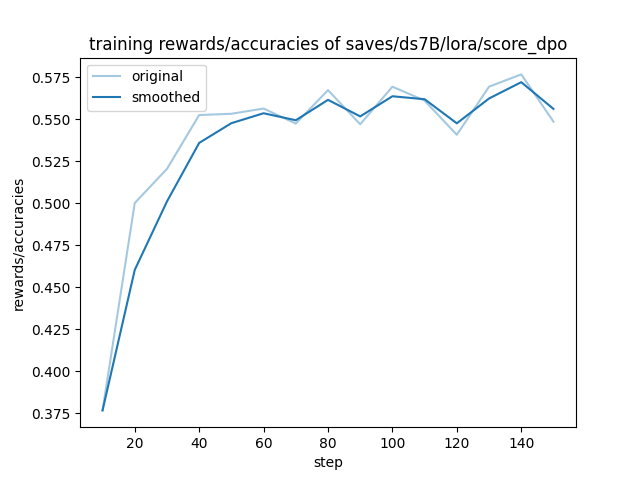 training rewards/accuracies of saves/ds7B/lora/score_dpo
original
smoothed
rewards/accuracies
0.575
0.550
0.525
0.500
0.475
0.450
0.425
0.400
0.375
20 40 60 80 100 120 140
step